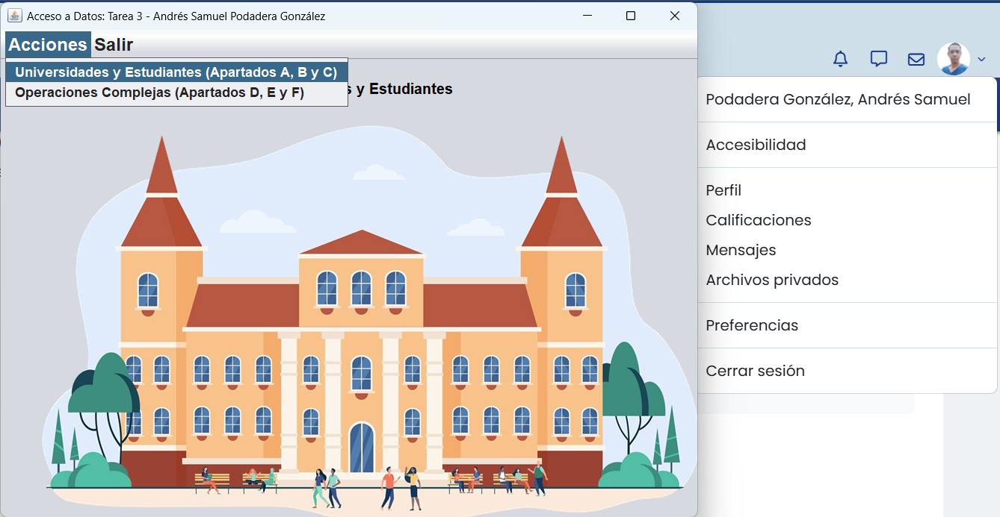 Acceso a Datos: Tarea 3 - Andrés Samuel Podadera González
Acciones Salir
Universidades y Estudiantes (Apartados A, B y C)
Operaciones Complejas (Apartados D, E y F)
y Estudiantes
Podadera González, Andrés Samuel
Accesibilidad
Perfil
Calificaciones
Mensajes
Archivos privados
Preferencias
Cerrar sesión